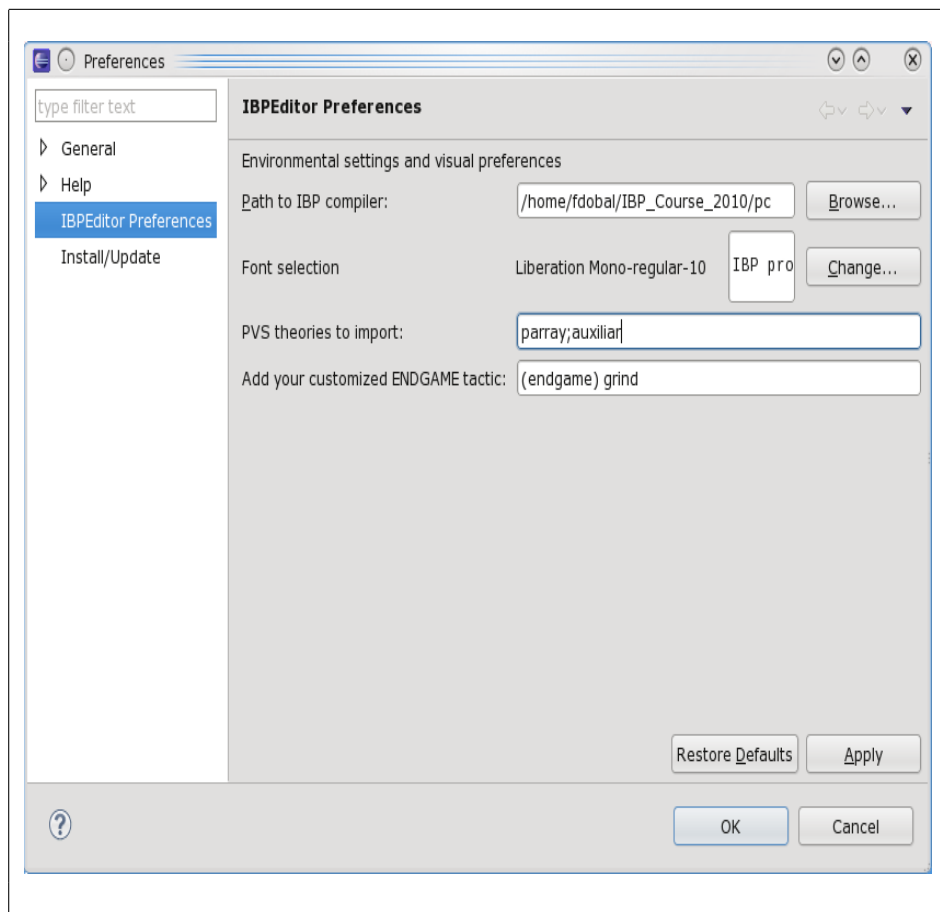 Preferences
type filter text
General
Help
IBPEditor Preferences
Install/Update
IBPEditor Preferences
Environmental settings and visual preferences
Path to IBP compiler: /home/fdobal/IBP_Course_2010/pc Browse...
Font selection Liberation Mono-regular-10 IBP pro Change...
PVS theories to import: parray;auxiliar
Add your customized ENDGAME tactic: (endgame) grind
Restore Defaults Apply
? OK Cancel